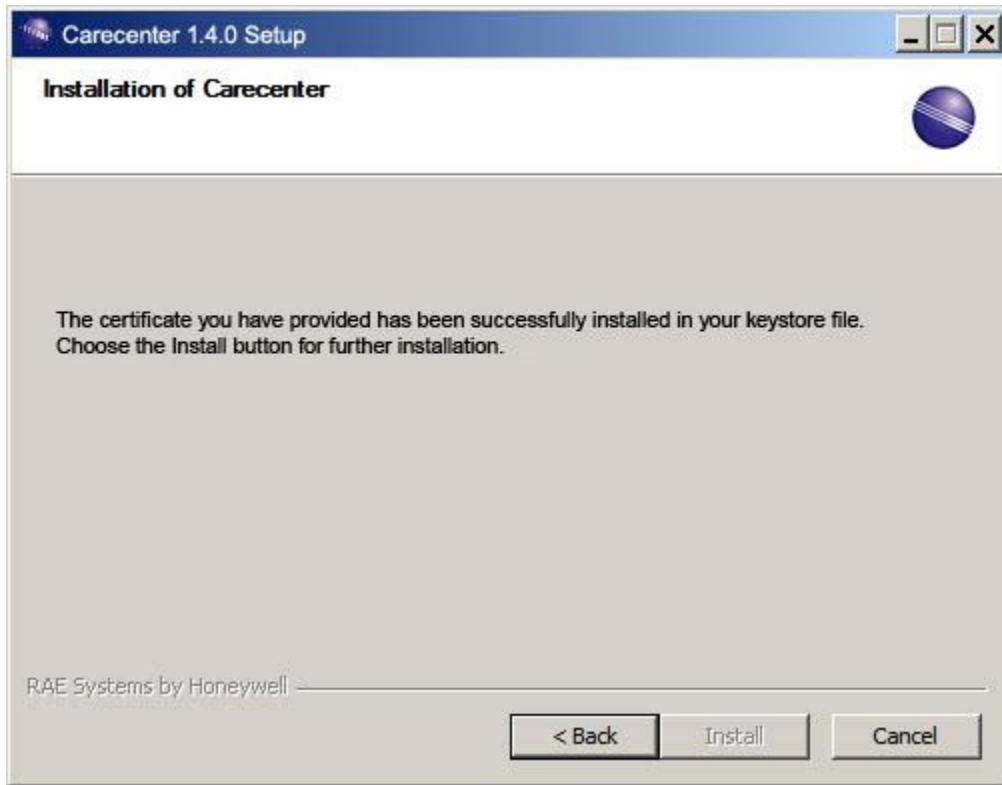 Carecenter 1.4.0 Setup
Installation of Carecenter
The certificate you have provided has been successfully installed in your keystore file.
Choose the Install button for further installation.
RAE Systems by Honeywell
< Back Install Cancel